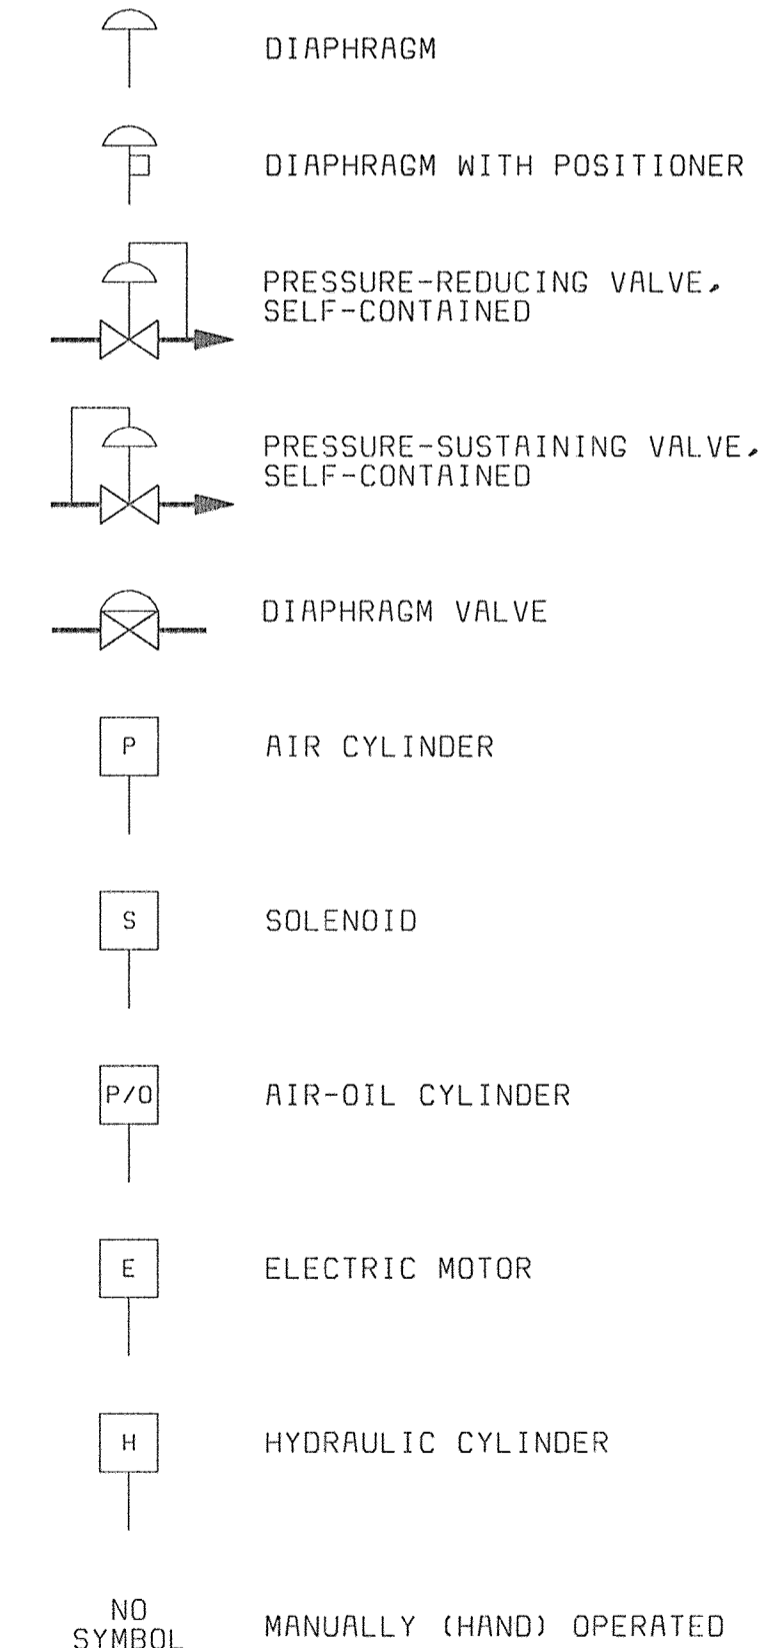 DIAPHRAGM
DIAPHRAGM WITH POSITIONER
PRESSURE-REDUCING VALVE,
SELF-CONTAINED
PRESSURE-SUSTAINING VALVE,
SELF-CONTAINED
DIAPHRAGM VALVE
P AIR CYLINDER
S SOLENOID
P/O AIR-OIL CYLINDER
E ELECTRIC MOTOR
H HYDRAULIC CYLINDER
NO
SYMBOL MANUALLY (HAND) OPERATED